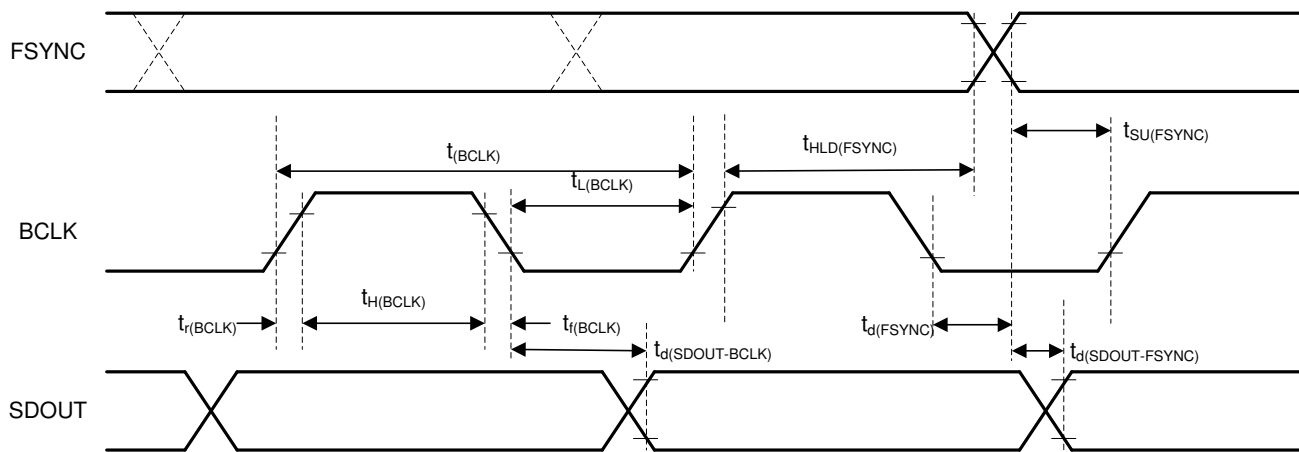 FSYNC
t(BCLK)
tHLD(FSYNC)
tSU(FSYNC)
tL(BCLK)
BCLK
tr(BCLK)
tH(BCLK)
tf(BCLK)
td(FSYNC)
td(SDOUT-BCLK)
td(SDOUT-FSYNC)
SDOUT